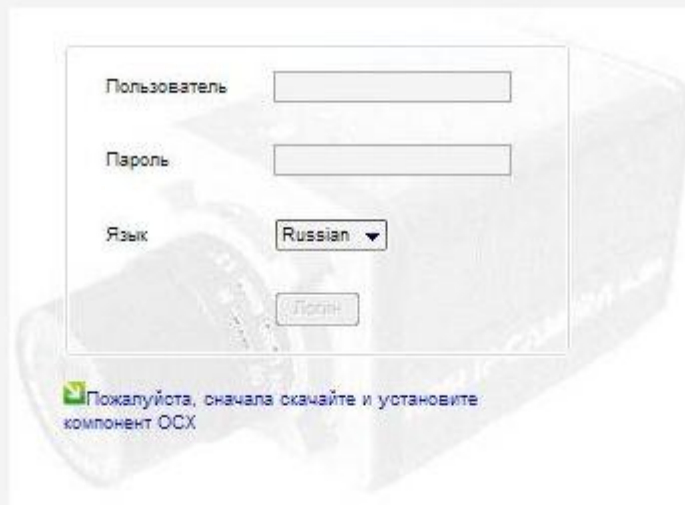 Пользователь
Пароль
Язык
Russian
Логин
Пожалуйста, сначала скачайте и установите
компонент OCX